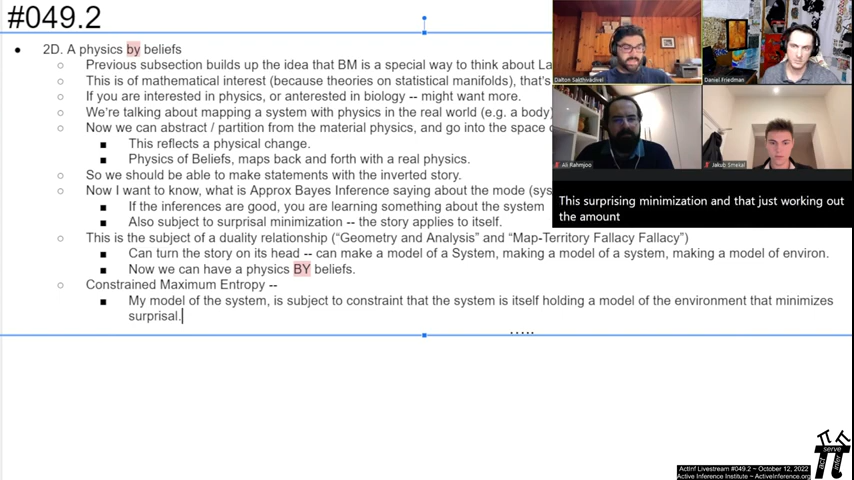 #049.2
● 2D. A physics by beliefs
○ Previous subsection builds up the idea that BM is a special way to think about La
○ This is of mathematical interest (because theories on statistical manifolds), that's
○ If you are interested in physics, or anterested in biology -- might want more.
○ We're talking about mapping a system with physics in the real world (e.g. a body)
○ Now we can abstract / partition from the material physics, and go into the space o
■ This reflects a physical change.
■ Physics of Beliefs, maps back and forth with a real physics.
○ So we should be able to make statements with the inverted story.
○ Now I want to know, what is Approx Bayes Inference saying about the mode (sys
■ If the inferences are good, you are learning something about the system
■ Also subject to surprisal minimization -- the story applies to itself.
○ This is the subject of a duality relationship ("Geometry and Analysis" and "Map-Territory Fallacy Fallacy")
■ Can turn the story on its head -- can make a model of a System, making a model of a system, making a model of environ.
■ Now we can have a physics BY beliefs.
○ Constrained Maximum Entropy --
■ My model of the system, is subject to constraint that the system is itself holding a model of the environment that minimizes
surprisal.
.....
Dalton Sakthivadivel
Daniel Friedman
Ali Rahmjoo
Jakub Smekal
This surprising minimization and that just working out
the amount
act
serve
infer
ActInf Livestream #049.2 ~ October 12, 2022
Active Inference Institute ~ ActiveInference.org